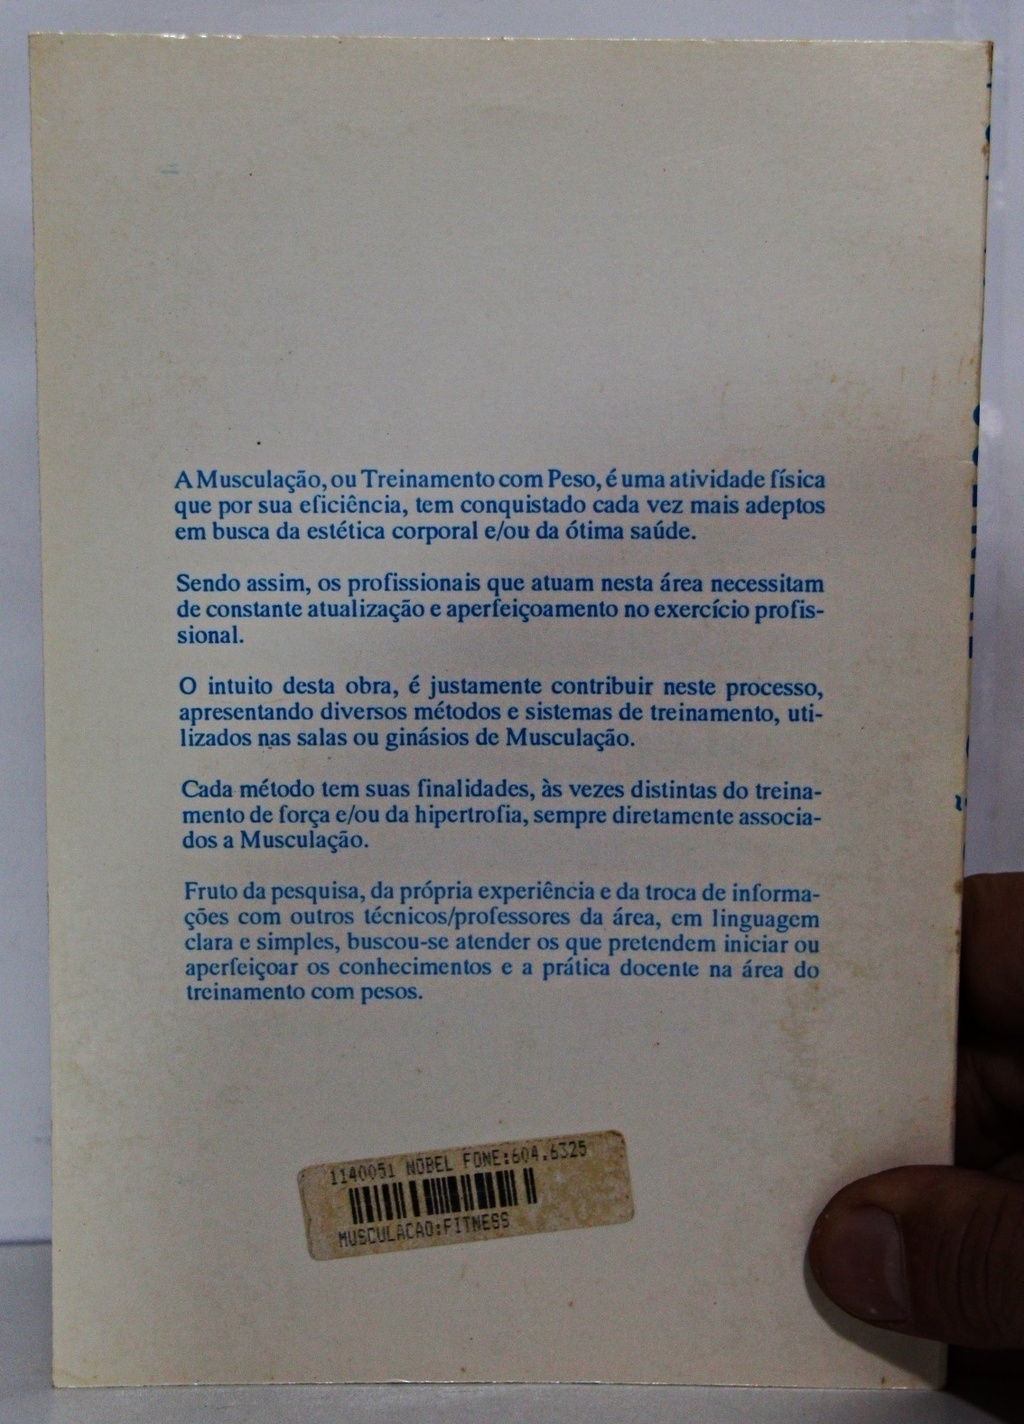 A Musculação, ou Treinamento com Peso, é uma atividade física
que por sua eficiência, tem conquistado cada vez mais adeptos
em busca da estética corporal e/ou da ótima saúde.
Sendo assim, os profissionais que atuam nesta área necessitam
de constante atualização e aperfeiçoamento no exercício profis-
sional.
O intuito desta obra, é justamente contribuir neste processo,
apresentando diversos métodos e sistemas de treinamento, uti-
lizados nas salas ou ginásios de Musculação.
Cada método tem suas finalidades, às vezes distintas do treina-
mento de força e/ou da hipertrofia, sempre diretamente associa-
dos a Musculação.
Fruto da pesquisa, da própria experiência e da troca de informa-
ções com outros técnicos/professores da área, em linguagem
clara e simples, buscou-se atender os que pretendem iniciar ou
aperfeiçoar os conhecimentos e a prática docente na área do
treinamento com pesos.
1140051 NOBEL FONE:604.6325
MUSCULACAO:FITNESS